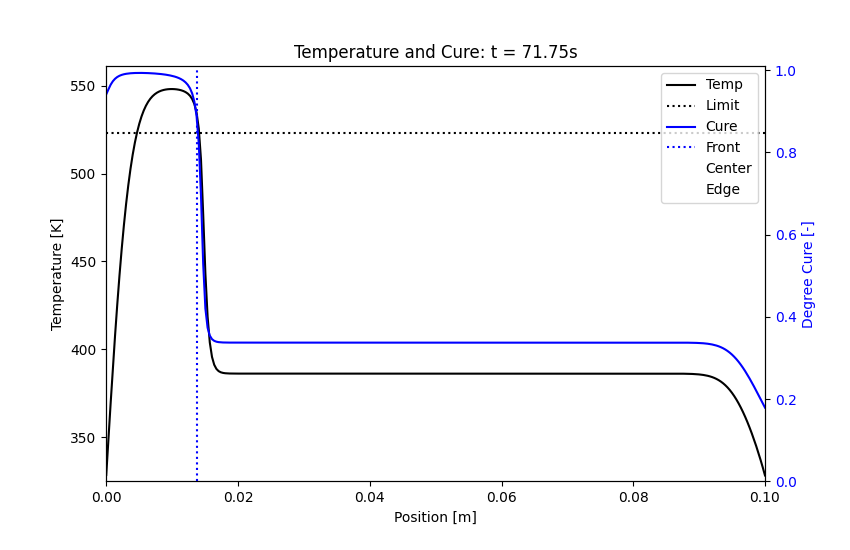 Temperature and Cure: t = 71.75s
Temperature [K]
550
500
450
400
350
Temp
Limit
Cure
Front
Center
Edge
1.0
0.8
0.6
0.4
0.2
0.0
Degree Cure [-]
0.00 0.02 0.04 0.06 0.08 0.10
Position [m]